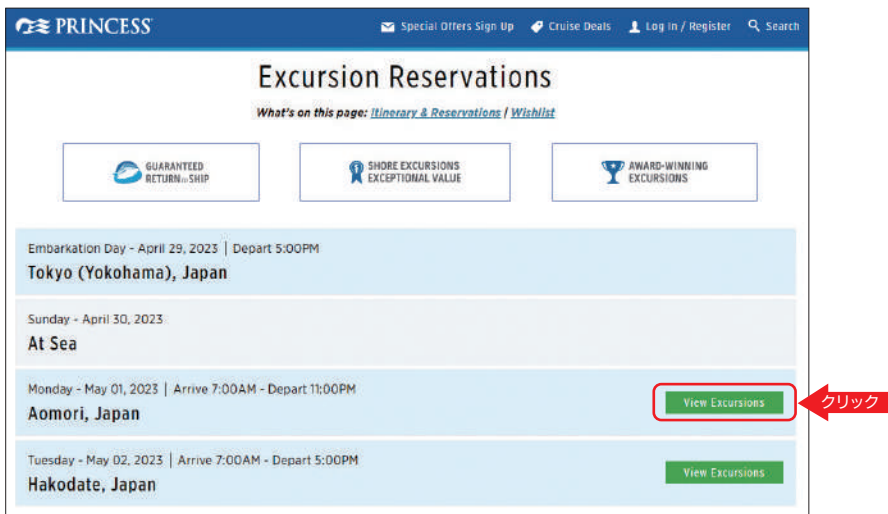 PRINCESS
Special Offers Sign Up Cruise Deals Log In / Register Search
Excursion Reservations
What's on this page: Itinerary & Reservations / Wishlist
GUARANTEED
RETURN TO SHIP
SHORE EXCURSIONS
EXCEPTIONAL VALUE
AWARD-WINNING
EXCURSIONS
Embarkation Day - April 29, 2023 | Depart 5:00PM
Tokyo (Yokohama), Japan
Sunday - April 30, 2023
At Sea
Monday - May 01, 2023 | Arrive 7:00AM - Depart 11:00PM
Aomori, Japan
View Excursions
クリック
Tuesday - May 02, 2023 | Arrive 7:00AM - Depart 5:00PM
Hakodate, Japan
View Excursions